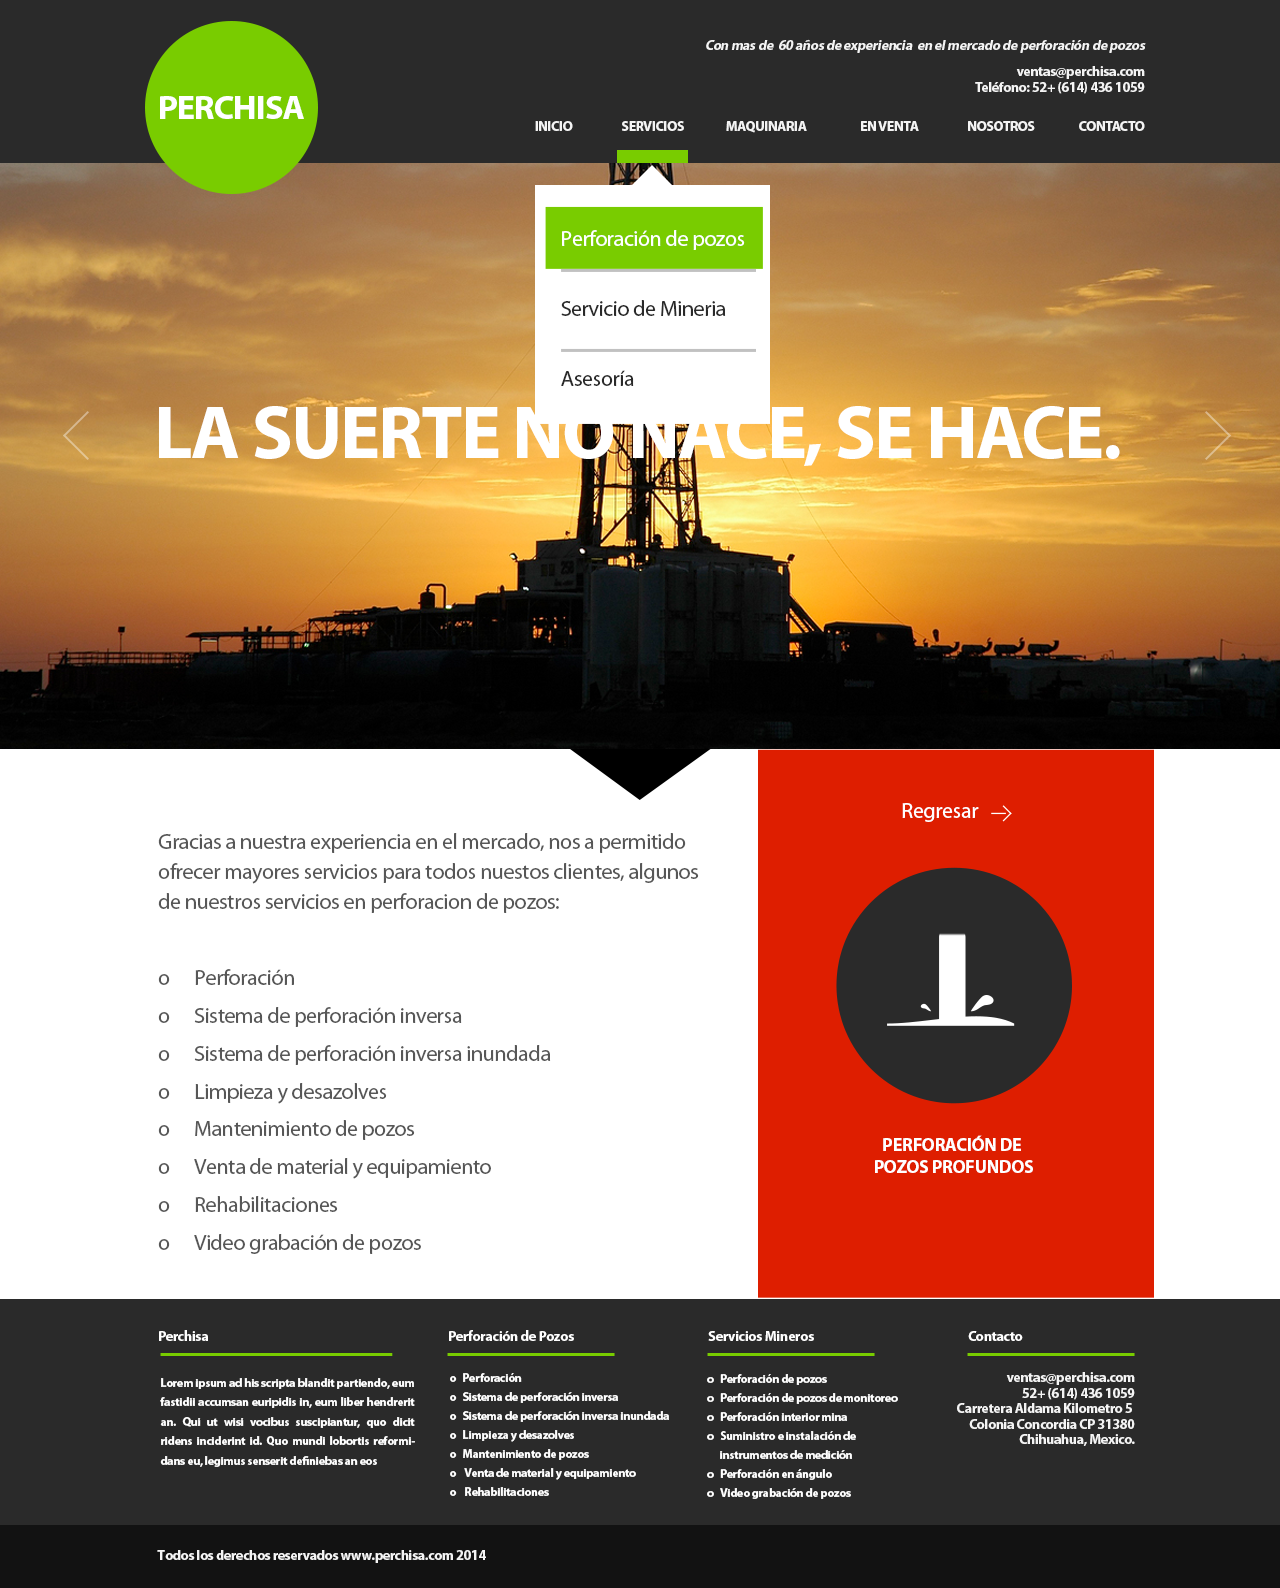 PERCHISA
Con mas de 60 años de experiencia en el mercado de perforación de pozos
ventas@perchisa.com
Teléfono: 52+ (614) 436 1059
INICIO SERVICIOS MAQUINARIA EN VENTA NOSOTROS CONTACTO
Perforación de pozos
Servicio de Mineria
Asesoría
LA SUERTE NO NACE, SE HACE.
Gracias a nuestra experiencia en el mercado, nos a permitido
ofrecer mayores servicios para todos nuestos clientes, algunos
de nuestros servicios en perforacion de pozos:
o Perforación
o Sistema de perforación inversa
o Sistema de perforación inversa inundada
o Limpieza y desazolves
o Mantenimiento de pozos
o Venta de material y equipamiento
o Rehabilitaciones
o Video grabación de pozos
Regresar
PERFORACIÓN DE
POZOS PROFUNDOS
Perchisa
Lorem ipsum ad his scripta blandit partiendo, eum
fastidii accumsan euripidis in, eum liber hendrerit
an. Qui ut wisi vocibus suscipiantur, quo dicit
ridens inciderint id. Quo mundi lobortis reformi-
dans eu, legimus senserit definiebas an eos
Perforación de Pozos
o Perforación
o Sistema de perforación inversa
o Sistema de perforación inversa inundada
o Limpieza y desazolves
o Mantenimiento de pozos
o Venta de material y equipamiento
o Rehabilitaciones
Servicios Mineros
o Perforación de pozos
o Perforación de pozos de monitoreo
o Perforación interior mina
o Suministro e instalación de
instrumentos de medición
o Perforación en ángulo
o Video grabación de pozos
Contacto
ventas@perchisa.com
52+ (614) 436 1059
Carretera Aldama Kilometro 5
Colonia Concordia CP 31380
Chihuahua, Mexico.
Todos los derechos reservados www.perchisa.com 2014